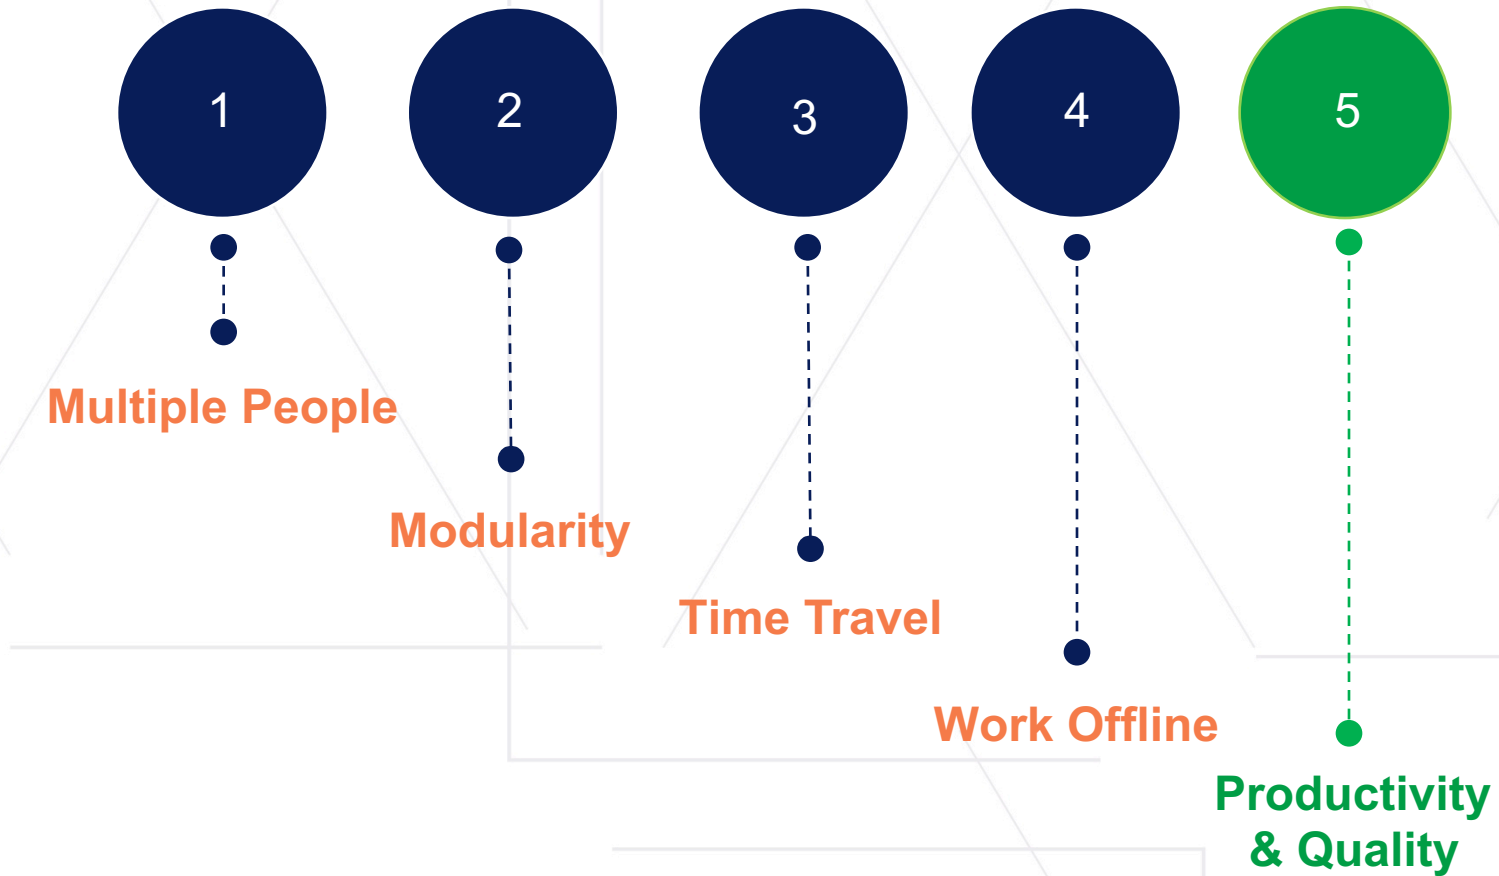 1
2
3
4
5
Multiple People
Modularity
Time Travel
Work Offline
Productivity
& Quality